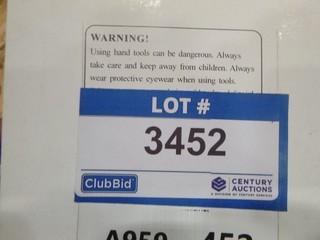 WARNING!
Using hand tools can be dangerous. Always
take care and keep away from children. Always
wear protective eyewear when using tools.
LOT #
3452
ClubBid
CENTURY
AUCTIONS
A DIVISION OF CENTURY SERVICES